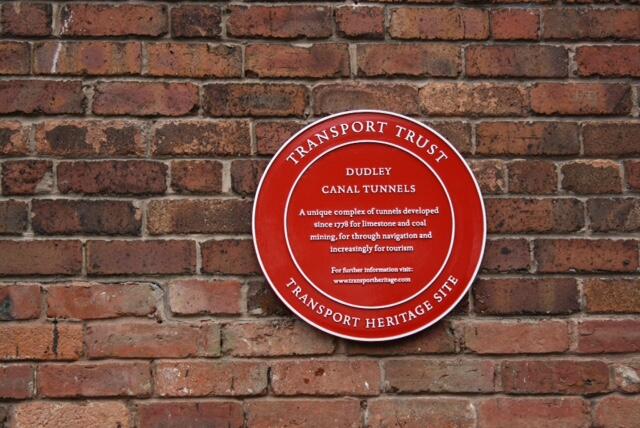 TRANSPORT TRUST
DUDLEY
CANAL TUNNELS
A unique complex of tunnels developed
since 1778 for limestone and coal
mining, for through navigation and
increasingly for tourism
For further information visit:
www.transportheritage.com
TRANSPORT HERITAGE SITE